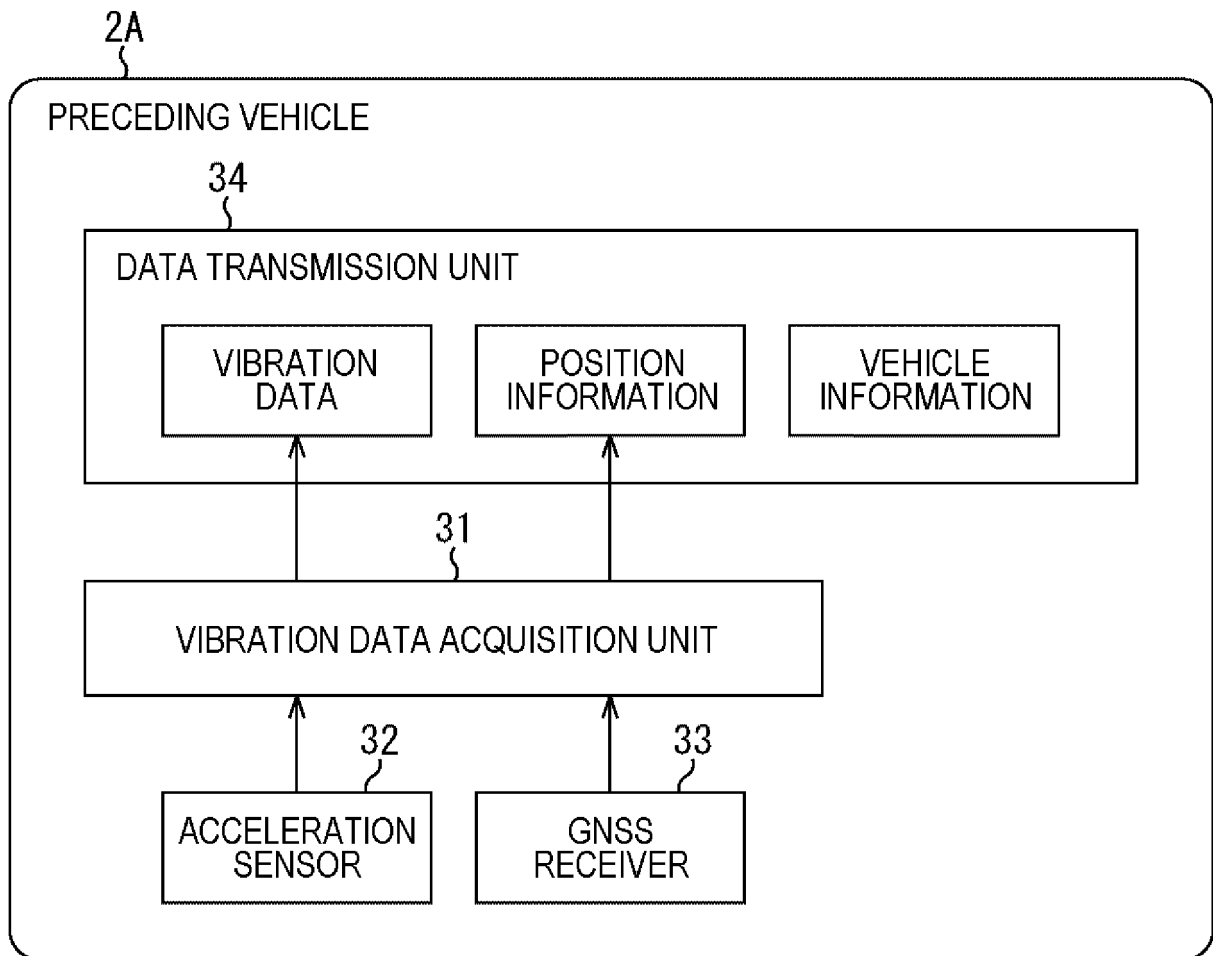 2A
PRECEDING VEHICLE
34
DATA TRANSMISSION UNIT
VIBRATION
DATA
POSITION
INFORMATION
VEHICLE
INFORMATION
31
VIBRATION DATA ACQUISITION UNIT
32
33
ACCELERATION
SENSOR
GNSS
RECEIVER